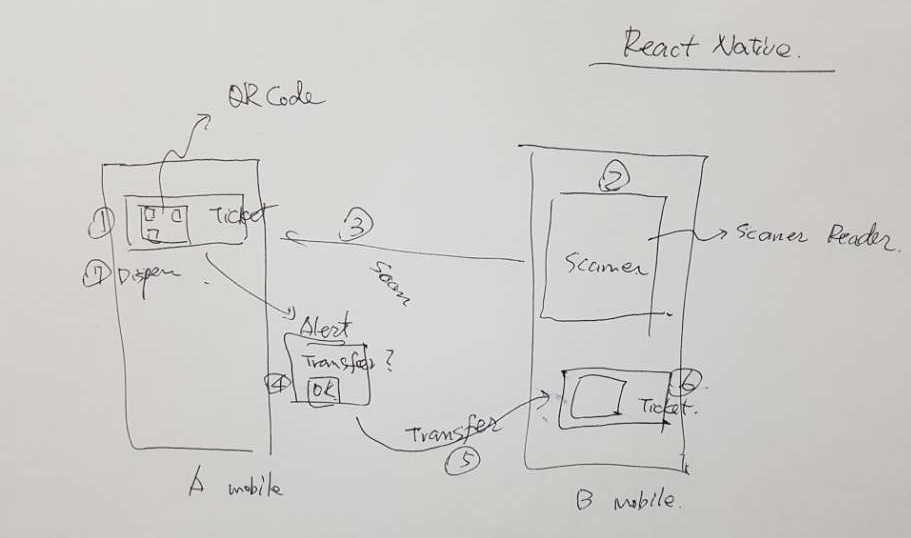 React Native.
QR Code
① Ticket
②
③
Scaner Reader.
Scanner
⑦ Dispen
Scan
Alert
Transfer ?
④ OK
⑥
Ticket.
Transfer
⑤
A mobile
B mobile.